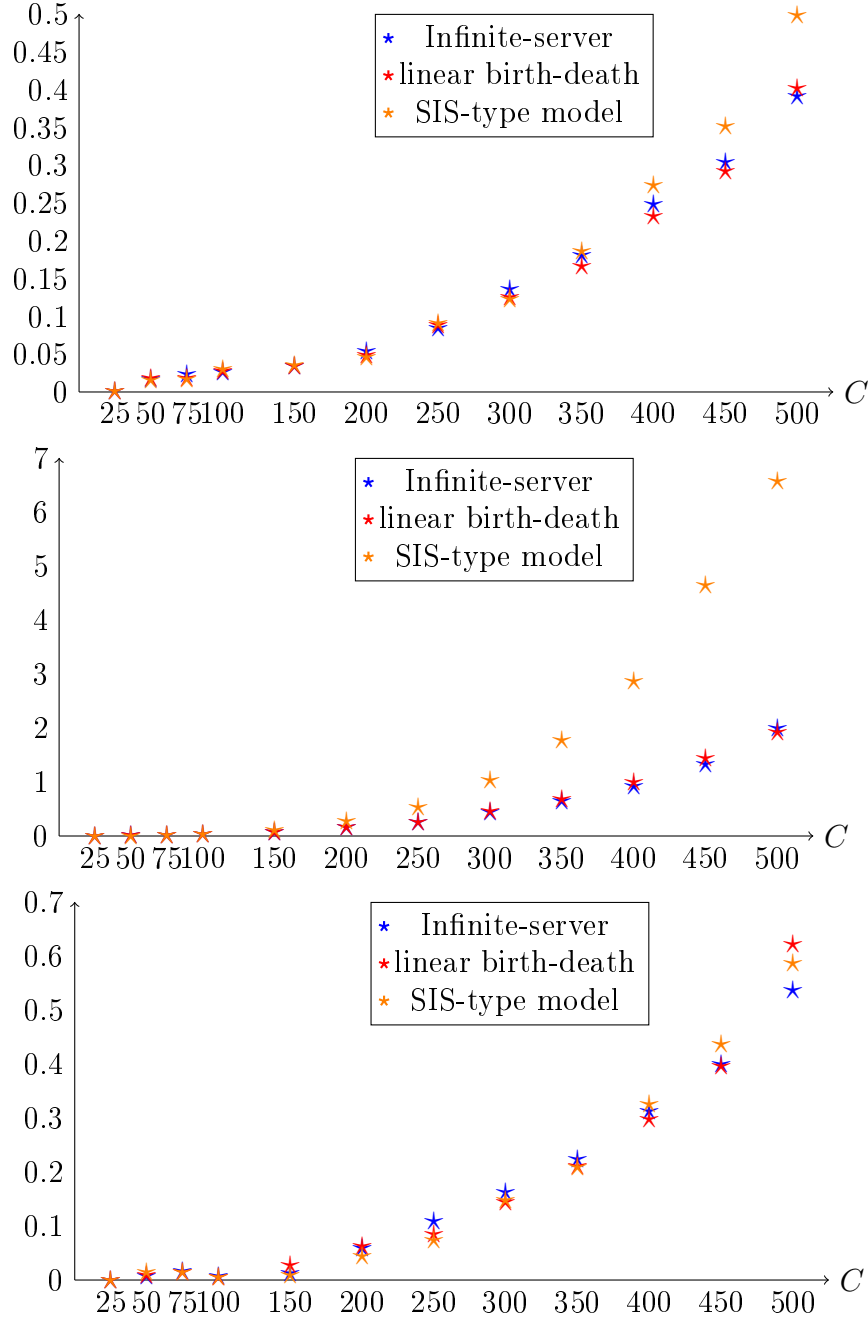 0.5
0.45
0.4
0.35
0.3
0.25
0.2
0.15
0.1
0.05
0
Infinite-server
linear birth-death
SIS-type model
25 50 75 100 150 200 250 300 350 400 450 500
C
7
6
5
4
3
2
1
0
Infinite-server
linear birth-death
SIS-type model
25 50 75 100 150 200 250 300 350 400 450 500
C
0.7
0.6
0.5
0.4
0.3
0.2
0.1
0
Infinite-server
linear birth-death
SIS-type model
25 50 75 100 150 200 250 300 350 400 450 500
C